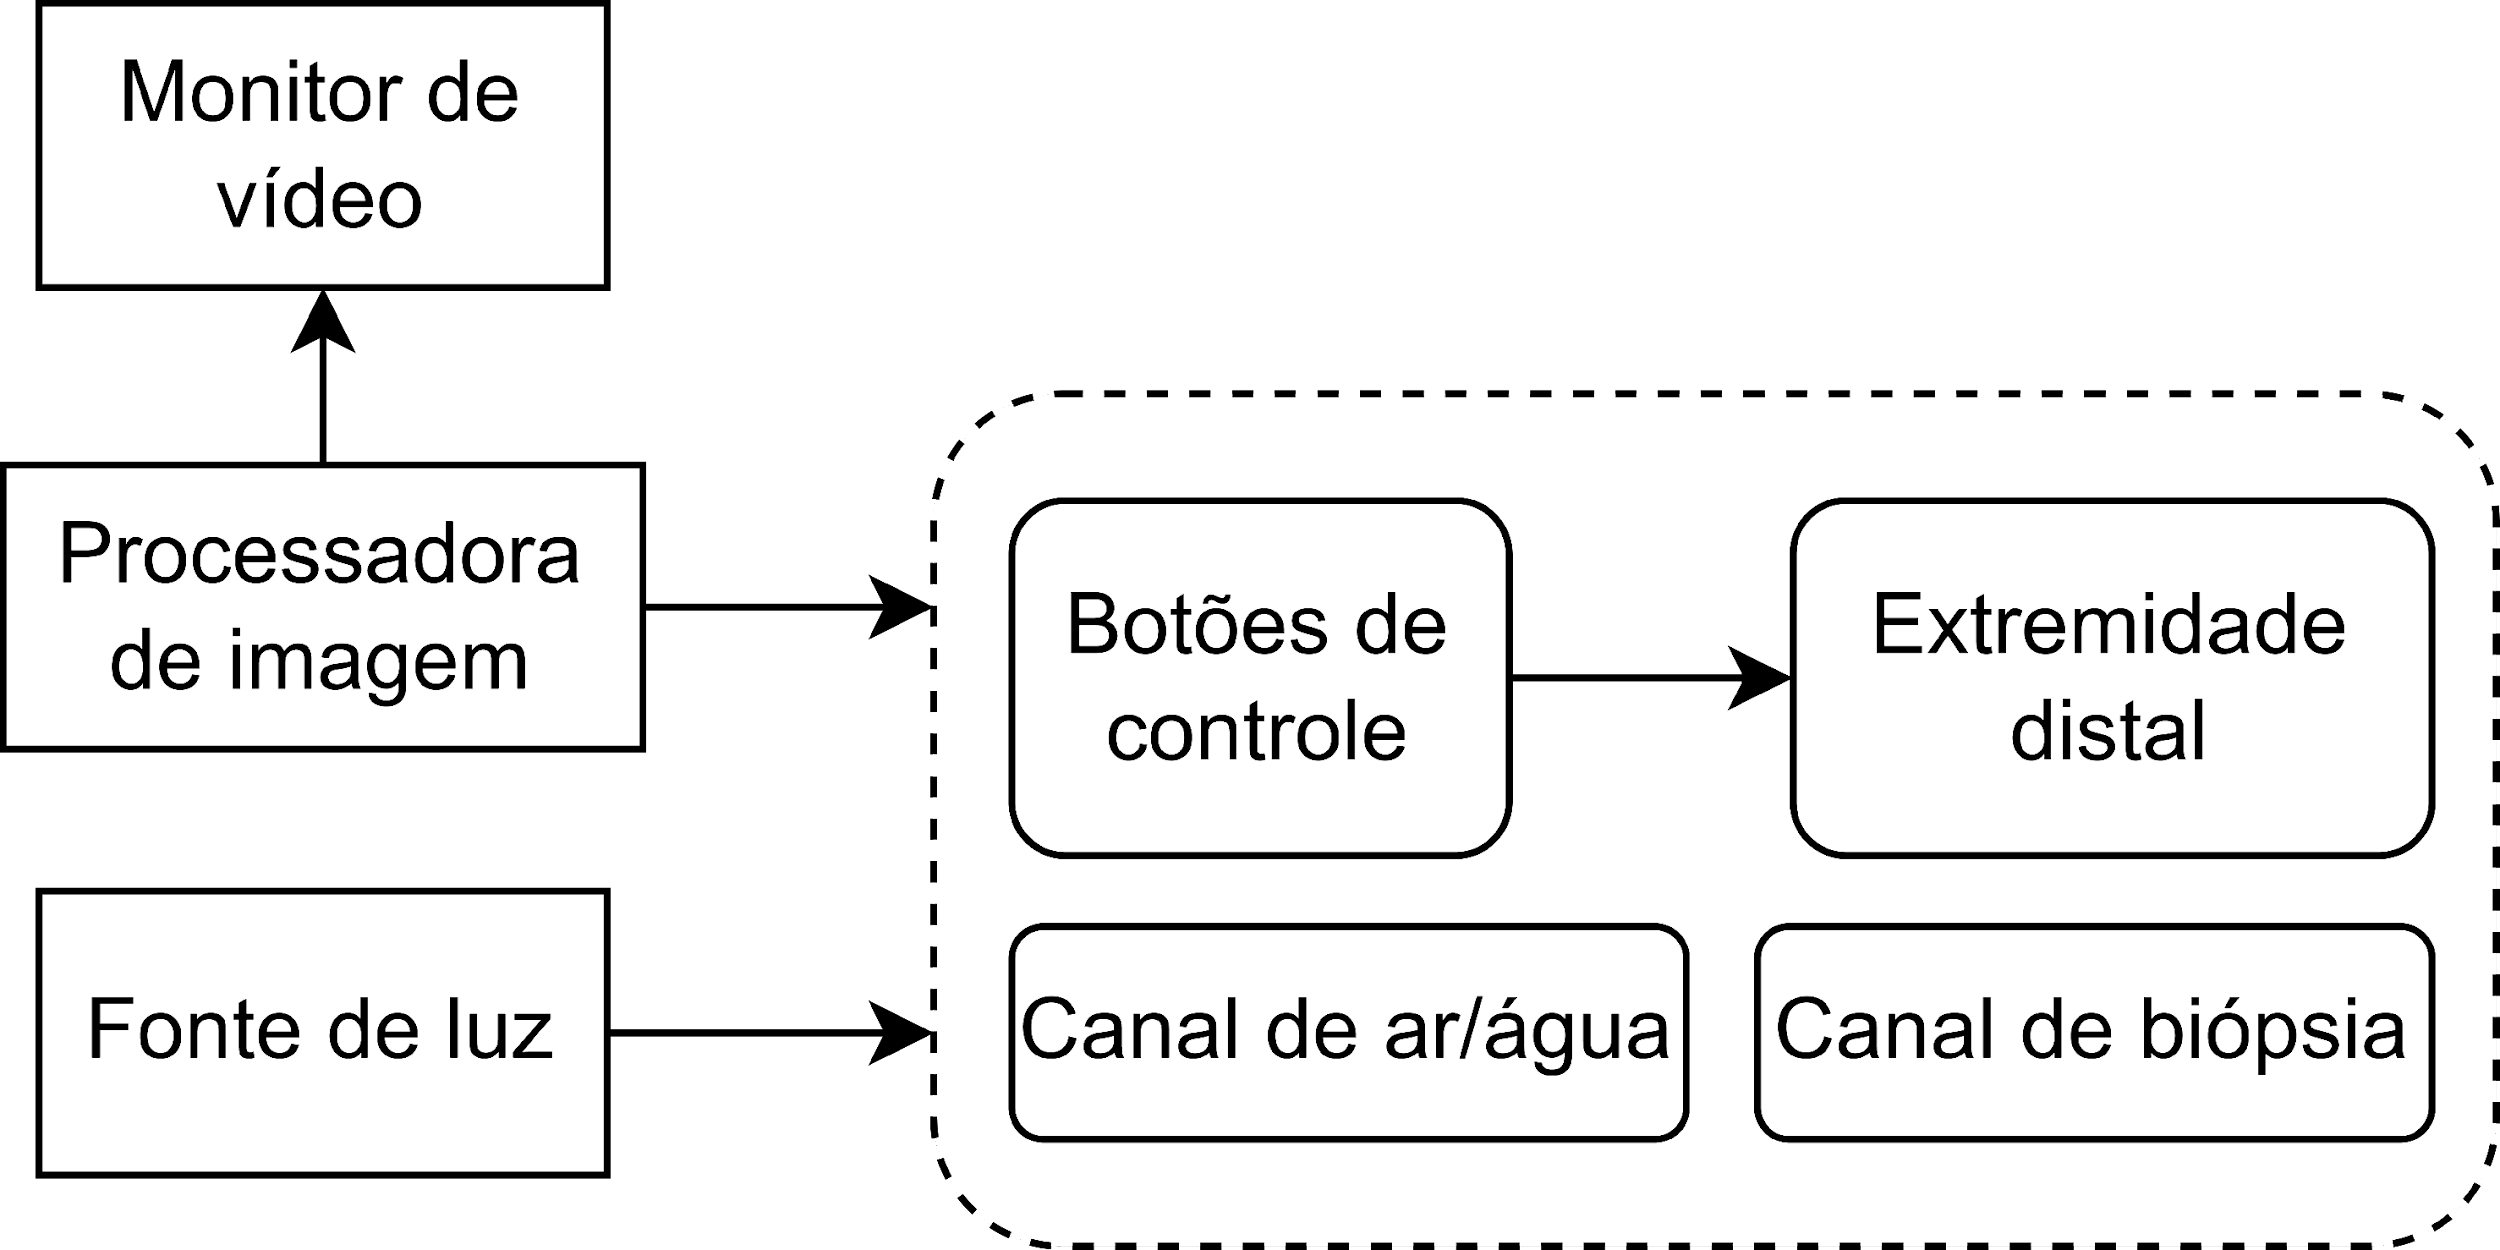 Monitor de
vídeo
Processadora
de imagem
Botões de
controle
Extremidade
distal
Fonte de luz
Canal de ar/água
Canal de biópsia